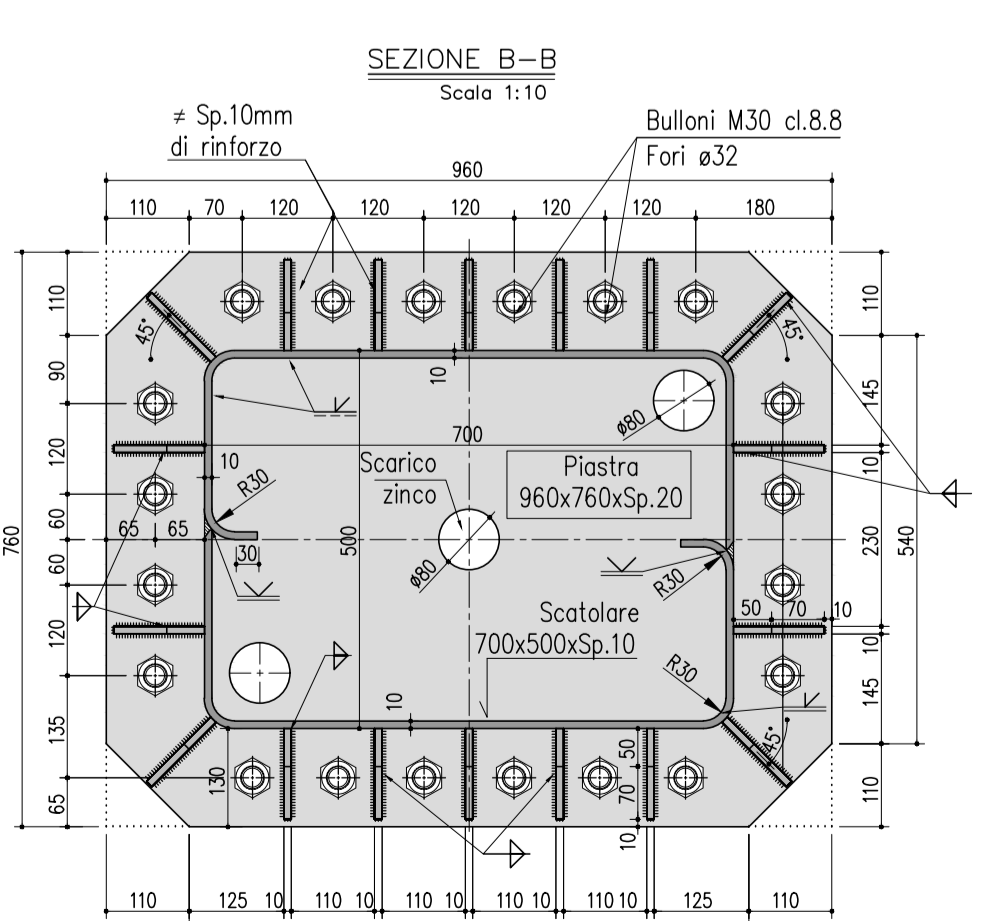 SEZIONE B-B
Scala 1:10
≠ Sp.10mm
di rinforzo
Bulloni M30 cl.8.8
Fori ø32
960
110 70 120 120 120 120 120 180
110
90
120
60
60
120
135
65
760
45°
45°
110
145
10
230
10
145
110
540
10
ø80
700
10
R30
Scarico
zinco
Piastra
960x760xSp.20
65 65
30
500
ø80
R30
50 70 10
Scatolare
700x500xSp.10
R30
10
45°
130
50
70
10
110 125 10 110 10 110 10 110 10 110 10 125 110